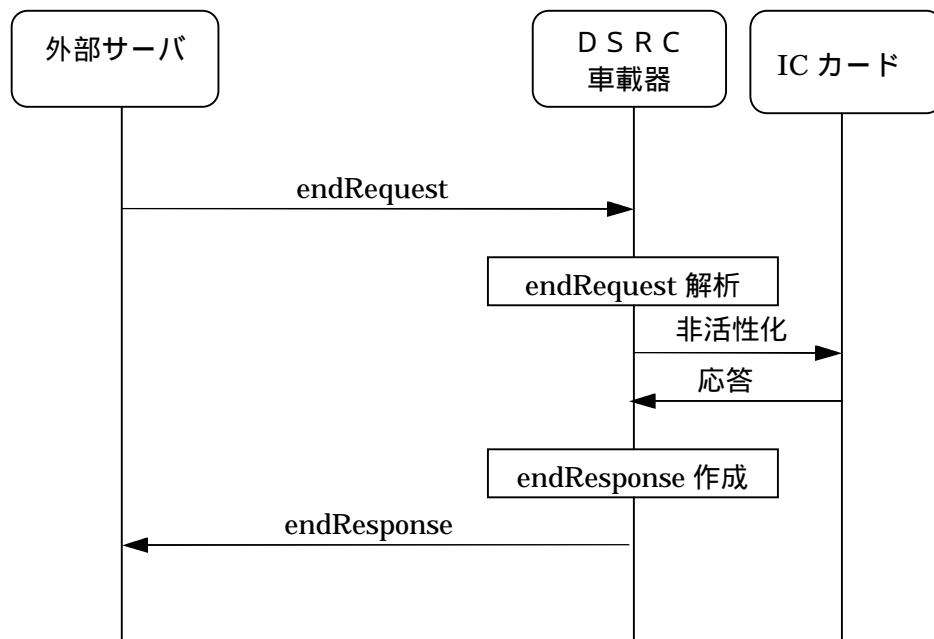 外部サーバ
ＤＳＲＣ
車載器
IC カード
endRequest
endRequest 解析
非活性化
応答
endResponse 作成
endResponse